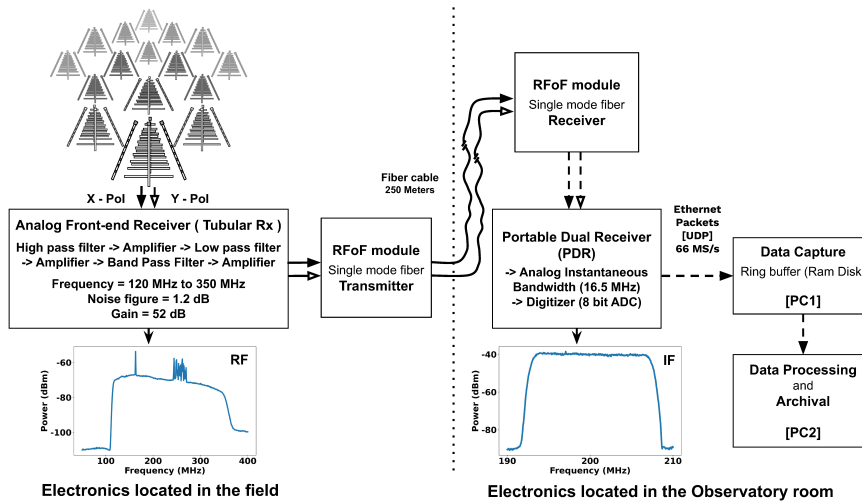 X - Pol
Y - Pol
Analog Front-end Receiver ( Tubular Rx )
High pass filter -> Amplifier -> Low pass filter
-> Amplifier -> Band Pass Filter -> Amplifier
Frequency = 120 MHz to 350 MHz
Noise figure = 1.2 dB
Gain = 52 dB
RFoF module
Single mode fiber
Transmitter
Fiber cable
250 Meters
RFoF module
Single mode fiber
Receiver
Portable Dual Receiver
(PDR)
-> Analog Instantaneous
Bandwidth (16.5 MHz)
-> Digitizer (8 bit ADC)
Ethernet
Packets
[UDP]
66 MS/s
Data Capture
Ring buffer (Ram Disk)
[PC1]
Data Processing
and
Archival
[PC2]
RF
Power (dBm)
-60
-80
-100
100
200
300
400
Frequency (MHz)
IF
Power (dBm)
-40
-60
-80
190
200
210
Frequency (MHz)
Electronics located in the field
Electronics located in the Observatory room